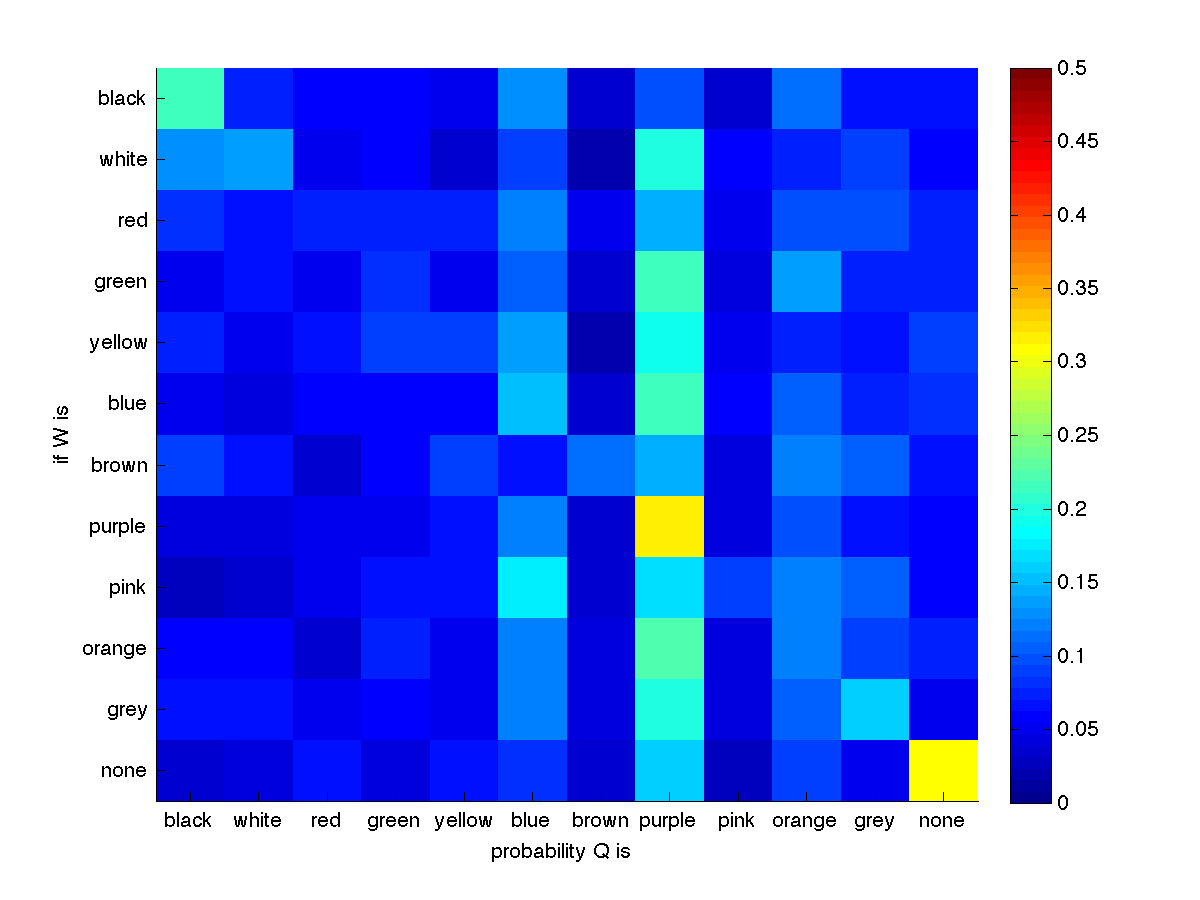 if W is
black
white
red
green
yellow
blue
brown
purple
pink
orange
grey
none
black white red green yellow blue brown purple pink orange grey none
probability Q is
0.5
0.45
0.4
0.35
0.3
0.25
0.2
0.15
0.1
0.05
0